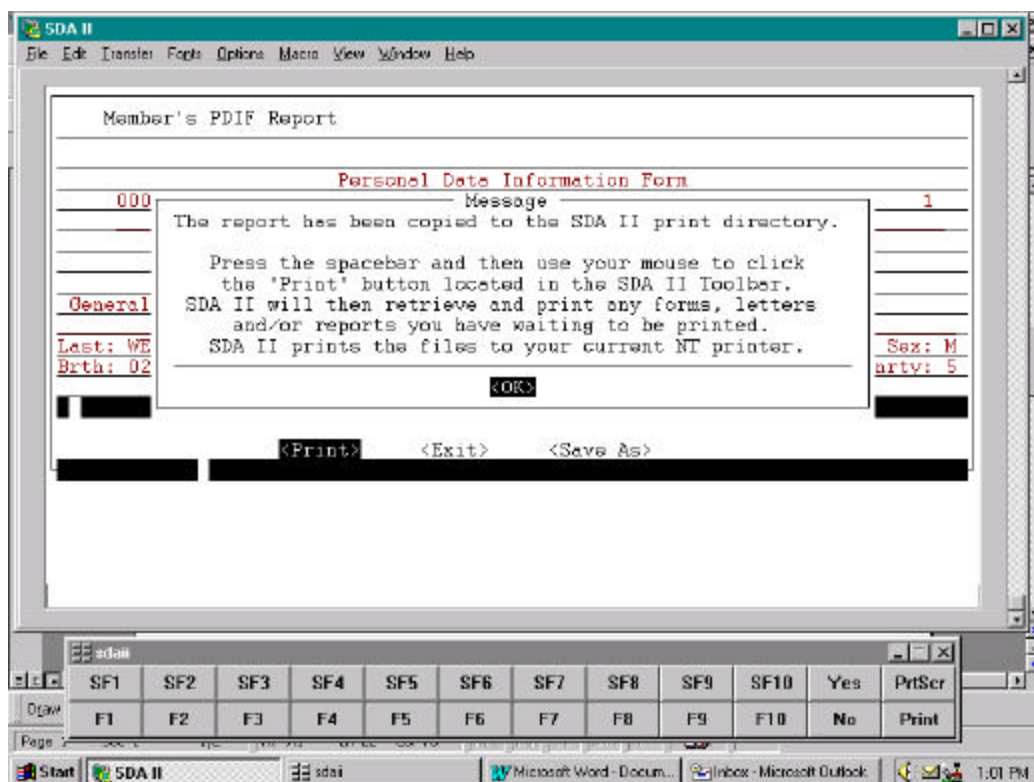 SDA II
File Edit Transfer Fonts Options Macro View Window Help
Member's PDIF Report
Personal Data Information Form
000 1
Message
The report has been copied to the SDA II print directory.
Press the spacebar and then use your mouse to click
the 'Print' button located in the SDA II Toolbar.
SDA II will then retrieve and print any forms, letters
and/or reports you have waiting to be printed.
SDA II prints the files to your current NT printer.
General
Last: WE Sex: M
Brth: 02 nrty: 5
<OK>
<Print> <Exit> <Save As>
sdaii
SF1 SF2 SF3 SF4 SF5 SF6 SF7 SF8 SF9 SF10 Yes PrtScr
F1 F2 F3 F4 F5 F6 F7 F8 F9 F10 No Print
Draw
Page
Start SDA II sdaii Microsoft Word - Docum... Inbox - Microsoft Outlook 1:01 PM